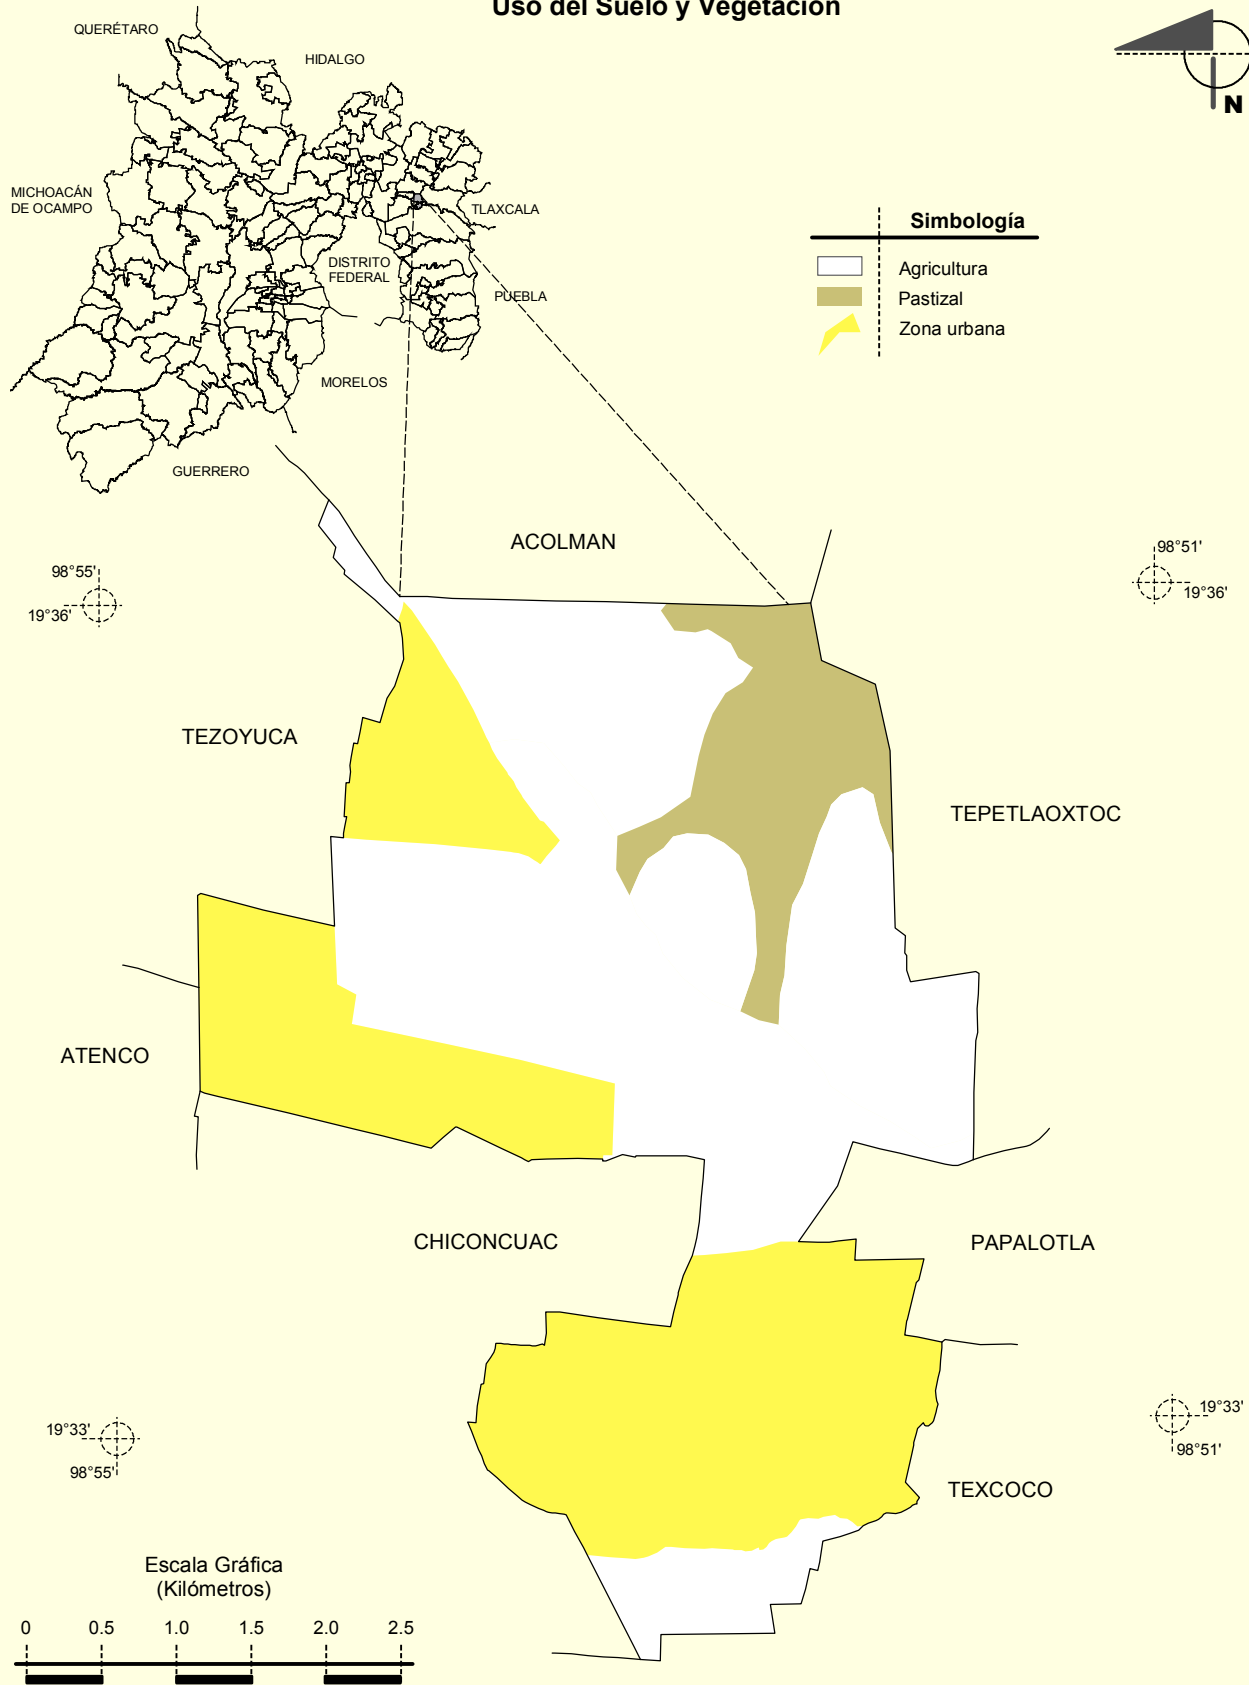 Uso del Suelo y Vegetación
QUERÉTARO
HIDALGO
N
MICHOACÁN
DE OCAMPO
TLAXCALA
DISTRITO
FEDERAL
PUEBLA
MORELOS
GUERRERO
Simbología
Agricultura
Pastizal
Zona urbana
ACOLMAN
98°55'
19°36'
98°51'
19°36'
TEZOYUCA
TEPETLAOXTOC
ATENCO
CHICONCUAC
PAPALOTLA
19°33'
98°55'
19°33'
98°51'
TEXCOCO
Escala Gráfica
(Kilómetros)
0 0.5 1.0 1.5 2.0 2.5